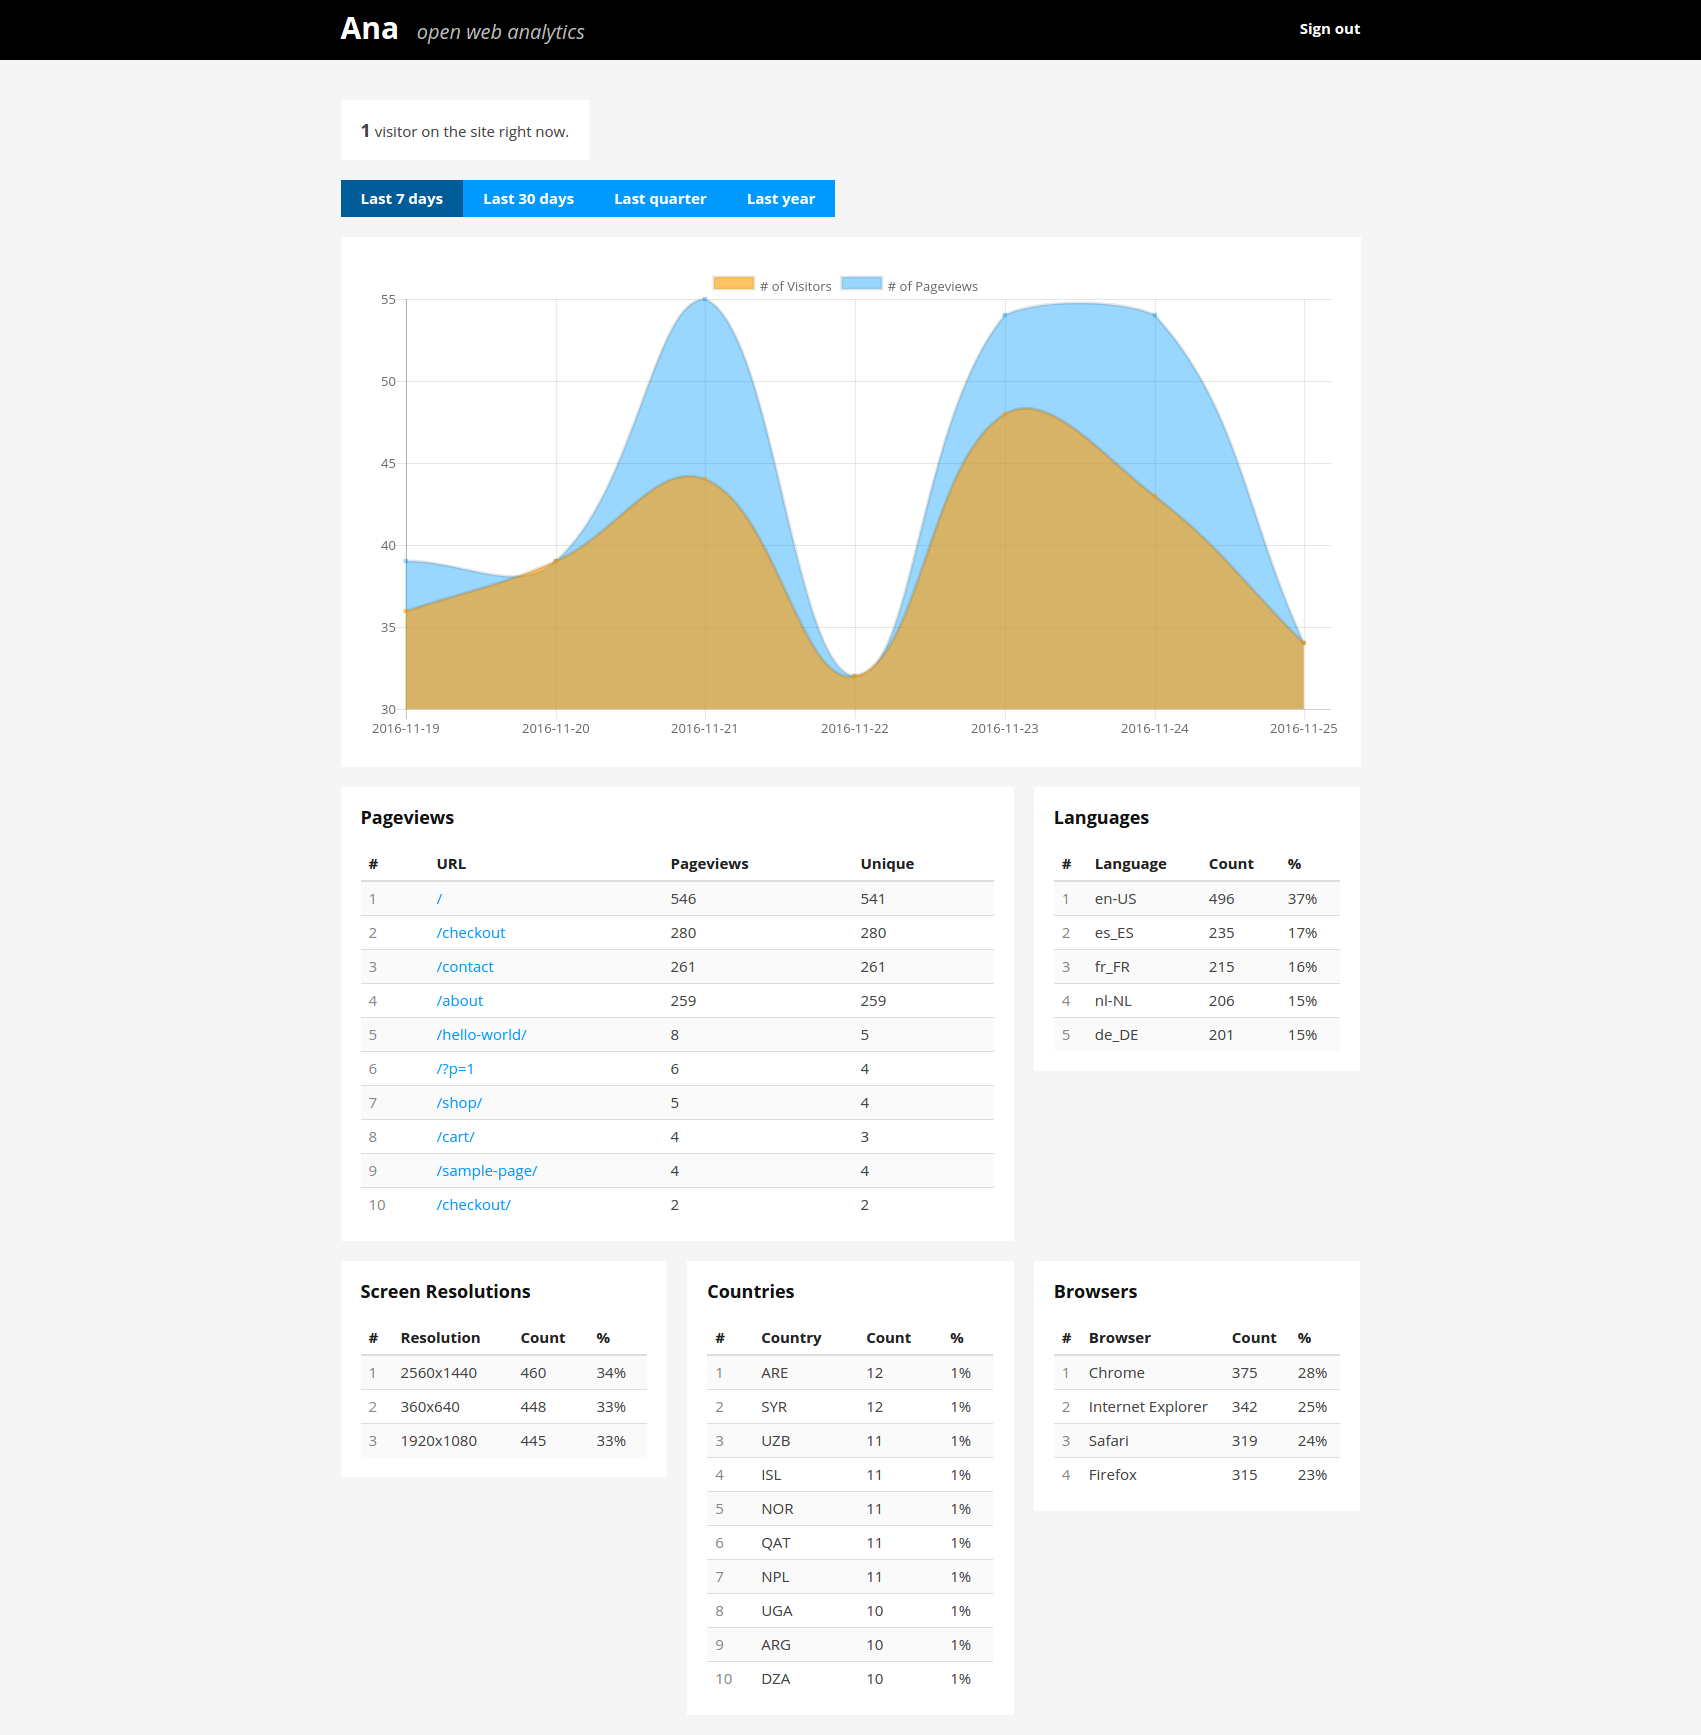 Ana open web analytics Sign out
1 visitor on the site right now.
Last 7 days Last 30 days Last quarter Last year
# of Visitors # of Pageviews
55
50
45
40
35
30
2016-11-19 2016-11-20 2016-11-21 2016-11-22 2016-11-23 2016-11-24 2016-11-25
Pageviews
# URL Pageviews Unique
1 / 546 541
2 /checkout 280 280
3 /contact 261 261
4 /about 259 259
5 /hello-world/ 8 5
6 /?p=1 6 4
7 /shop/ 5 4
8 /cart/ 4 3
9 /sample-page/ 4 4
10 /checkout/ 2 2
Languages
# Language Count %
1 en-US 496 37%
2 es_ES 235 17%
3 fr_FR 215 16%
4 nl-NL 206 15%
5 de_DE 201 15%
Screen Resolutions
# Resolution Count %
1 2560x1440 460 34%
2 360x640 448 33%
3 1920x1080 445 33%
Countries
# Country Count %
1 ARE 12 1%
2 SYR 12 1%
3 UZB 11 1%
4 ISL 11 1%
5 NOR 11 1%
6 QAT 11 1%
7 NPL 11 1%
8 UGA 10 1%
9 ARG 10 1%
10 DZA 10 1%
Browsers
# Browser Count %
1 Chrome 375 28%
2 Internet Explorer 342 25%
3 Safari 319 24%
4 Firefox 315 23%